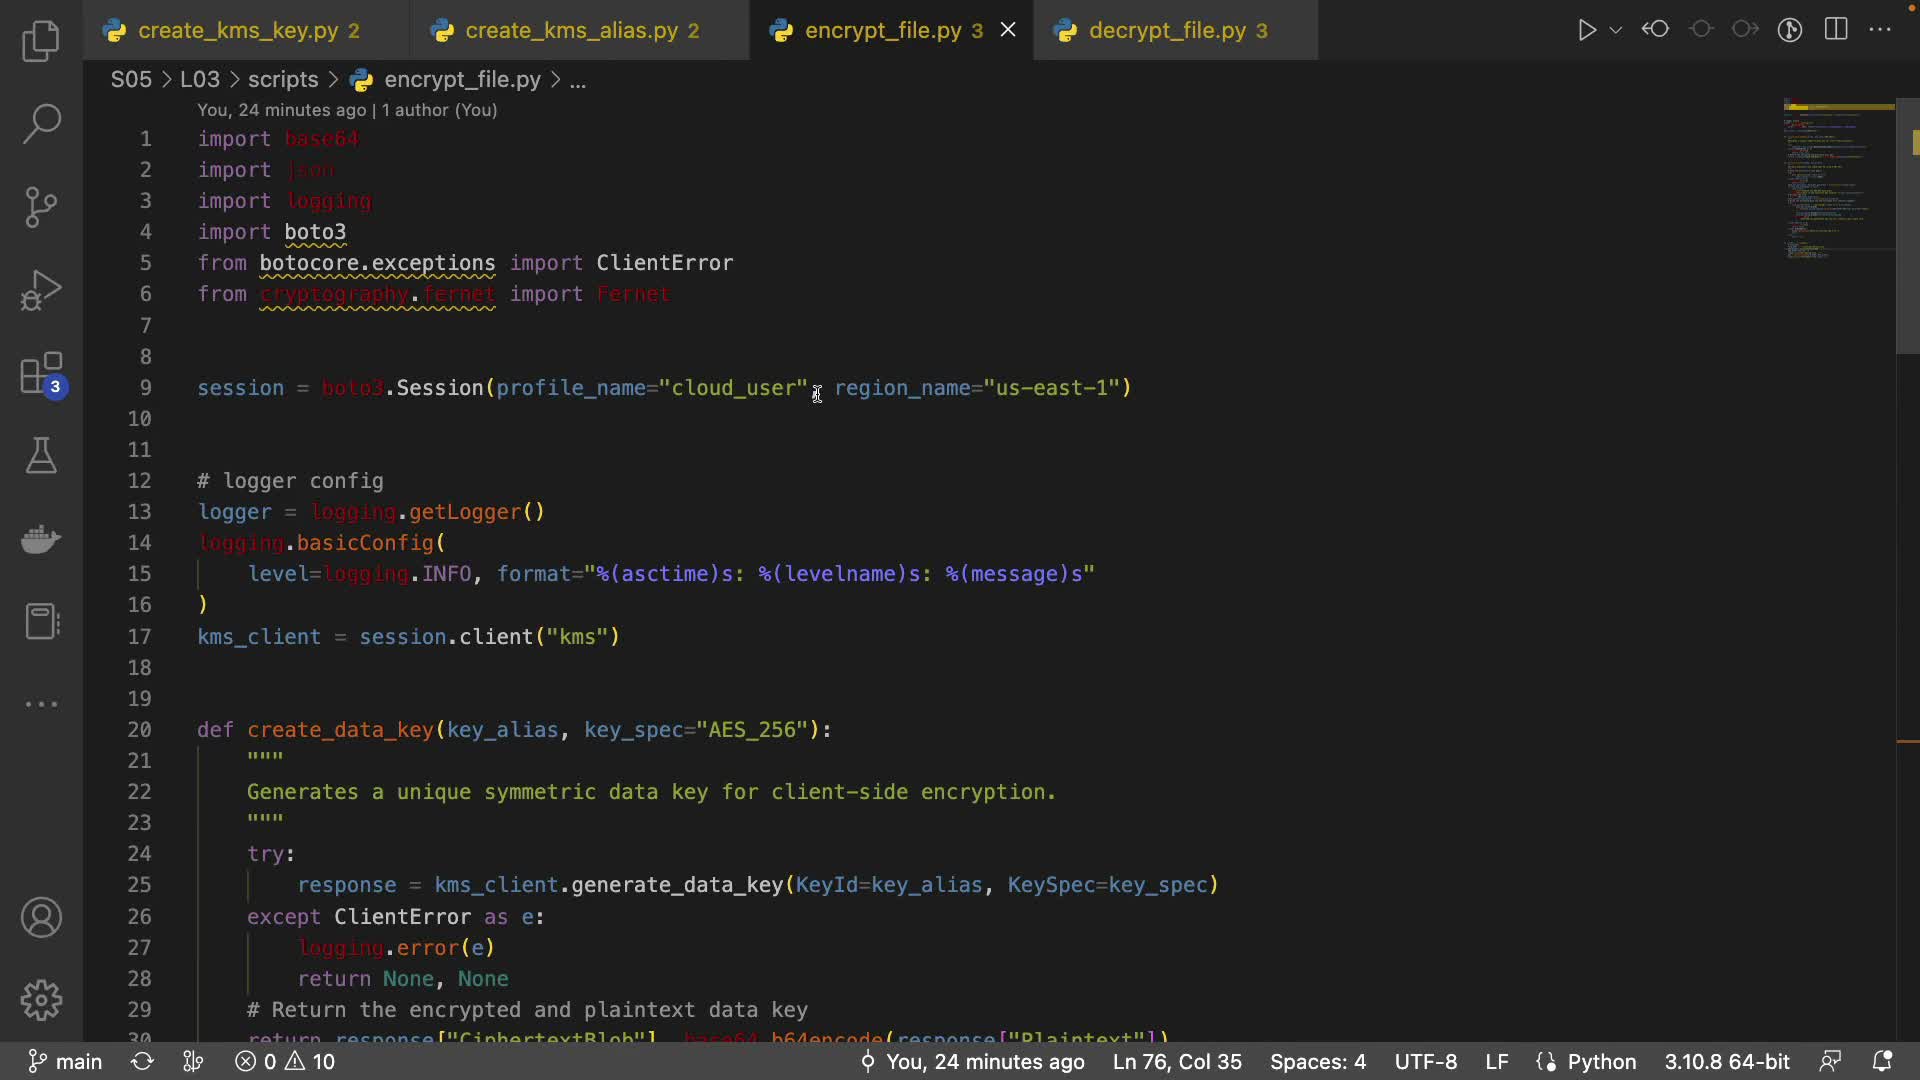 create_kms_key.py 2
create_kms_alias.py 2
encrypt_file.py 3
decrypt_file.py 3
S05 > L03 > scripts > encrypt_file.py > ...
You, 24 minutes ago | 1 author (You)
1 import base64
2 import json
3 import logging
4 import boto3
5 from botocore.exceptions import ClientError
6 from cryptography.fernet import Fernet
7
8
9 session = boto3.Session(profile_name="cloud_user", region_name="us-east-1")
10
11
12 # logger config
13 logger = logging.getLogger()
14 logging.basicConfig(
15     level=logging.INFO, format="%(asctime)s: %(levelname)s: %(message)s"
16 )
17 kms_client = session.client("kms")
18
19
20 def create_data_key(key_alias, key_spec="AES_256"):
21     """
22     Generates a unique symmetric data key for client-side encryption.
23     """
24     try:
25         response = kms_client.generate_data_key(KeyId=key_alias, KeySpec=key_spec)
26     except ClientError as e:
27         logging.error(e)
28         return None, None
29     # Return the encrypted and plaintext data key
30     return response["CiphertextBlob"], base64.b64encode(response["Plaintext"])
3
main 0 10 You, 24 minutes ago Ln 76, Col 35 Spaces: 4 UTF-8 LF Python 3.10.8 64-bit